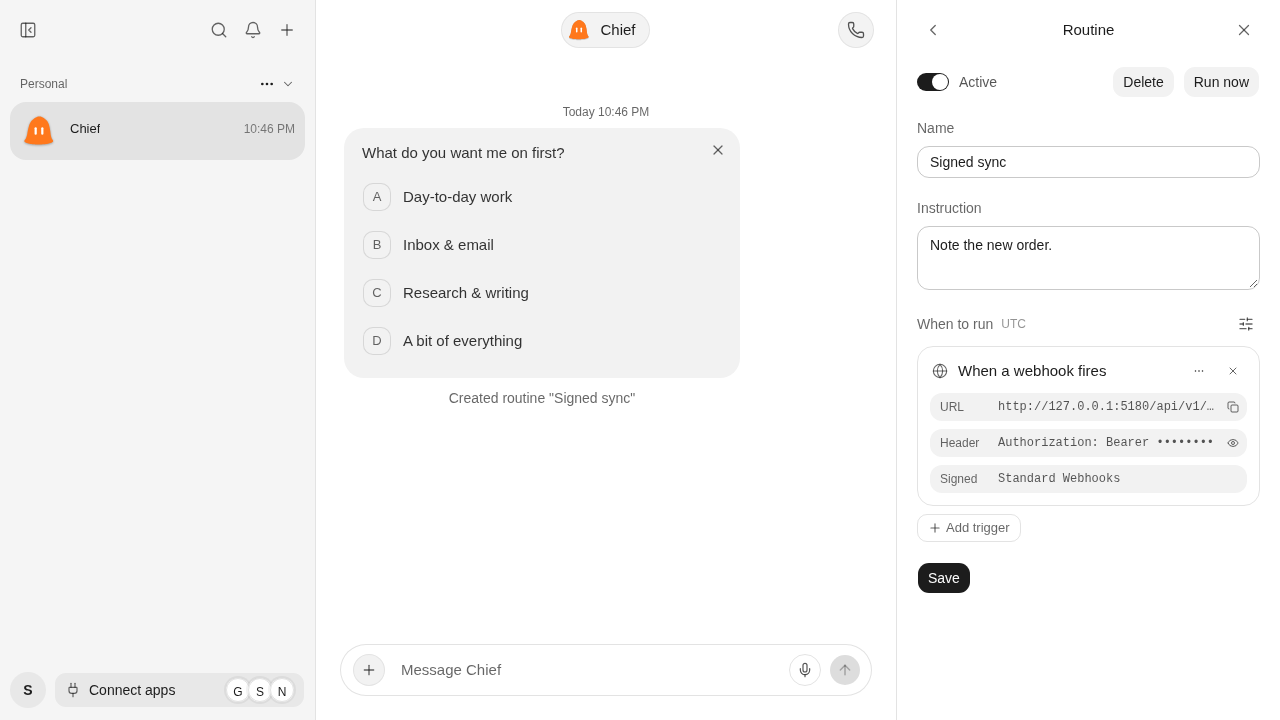 Personal
Chief
10:46 PM
S
Connect apps
G S N
Chief
Today 10:46 PM
What do you want me on first?
A Day-to-day work
B Inbox & email
C Research & writing
D A bit of everything
Created routine "Signed sync"
Message Chief
Routine
Active
Delete
Run now
Name
Signed sync
Instruction
Note the new order.
When to run UTC
When a webhook fires
URL http://127.0.0.1:5180/api/v1/…
Header Authorization: Bearer ••••••••
Signed Standard Webhooks
Add trigger
Save